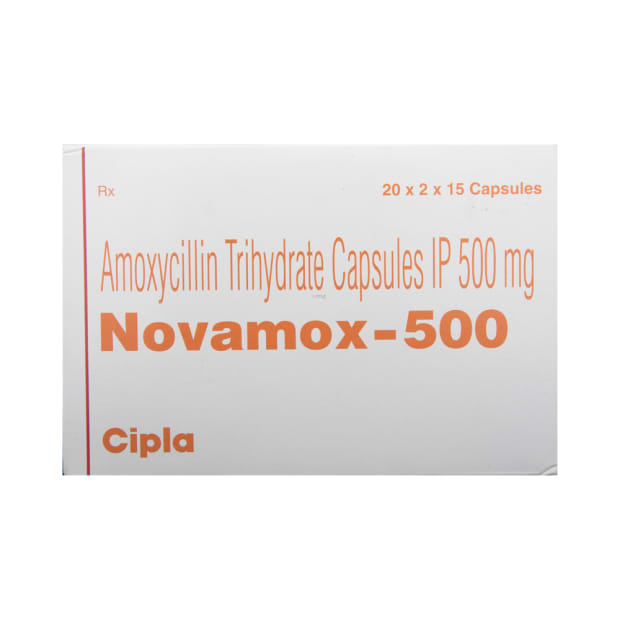 Rx
20 x 2 x 15 Capsules
Amoxycillin Trihydrate Capsules IP 500 mg
Novamox-500
Cipla